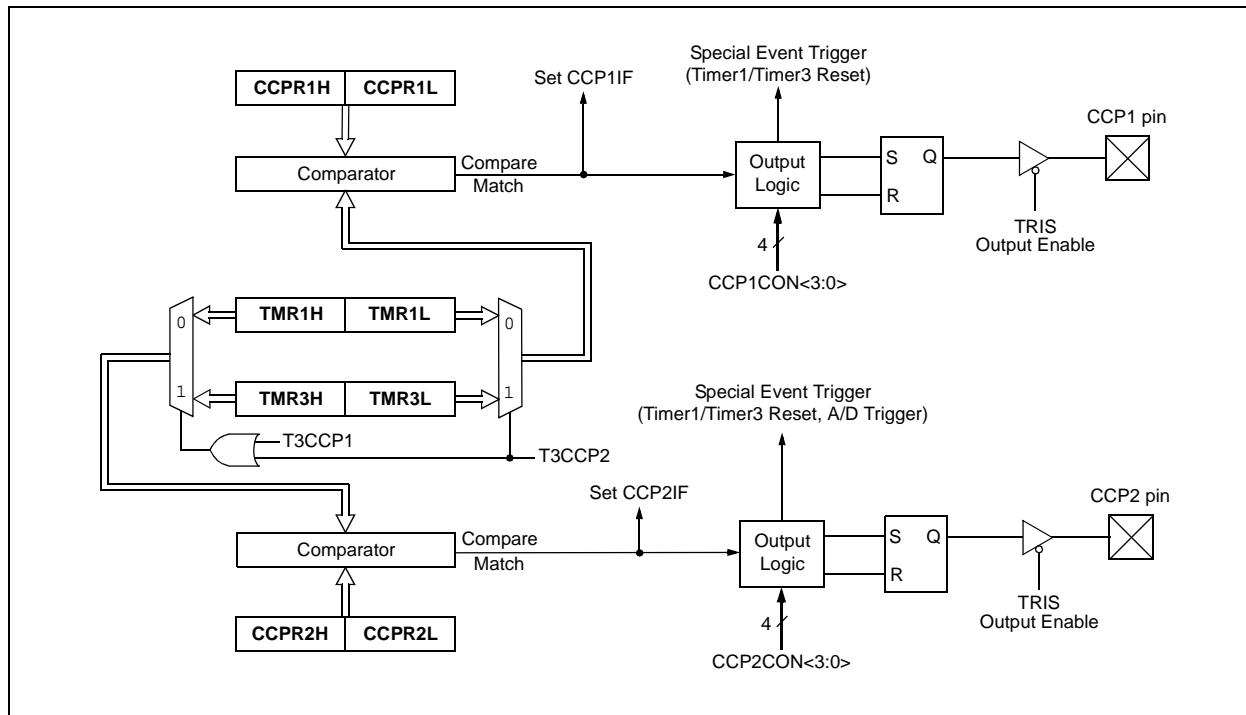 Special Event Trigger
(Timer1/Timer3 Reset)
Set CCP1IF
CCPR1H CCPR1L
CCP1 pin
Comparator
Compare
Match
Output
Logic
S Q
R
TRIS
Output Enable
4
CCP1CON<3:0>
0 TMR1H TMR1L 0
1 TMR3H TMR3L 1
T3CCP1
T3CCP2
Special Event Trigger
(Timer1/Timer3 Reset, A/D Trigger)
Set CCP2IF
CCP2 pin
Comparator
Compare
Match
Output
Logic
S Q
R
TRIS
Output Enable
4
CCPR2H CCPR2L
CCP2CON<3:0>